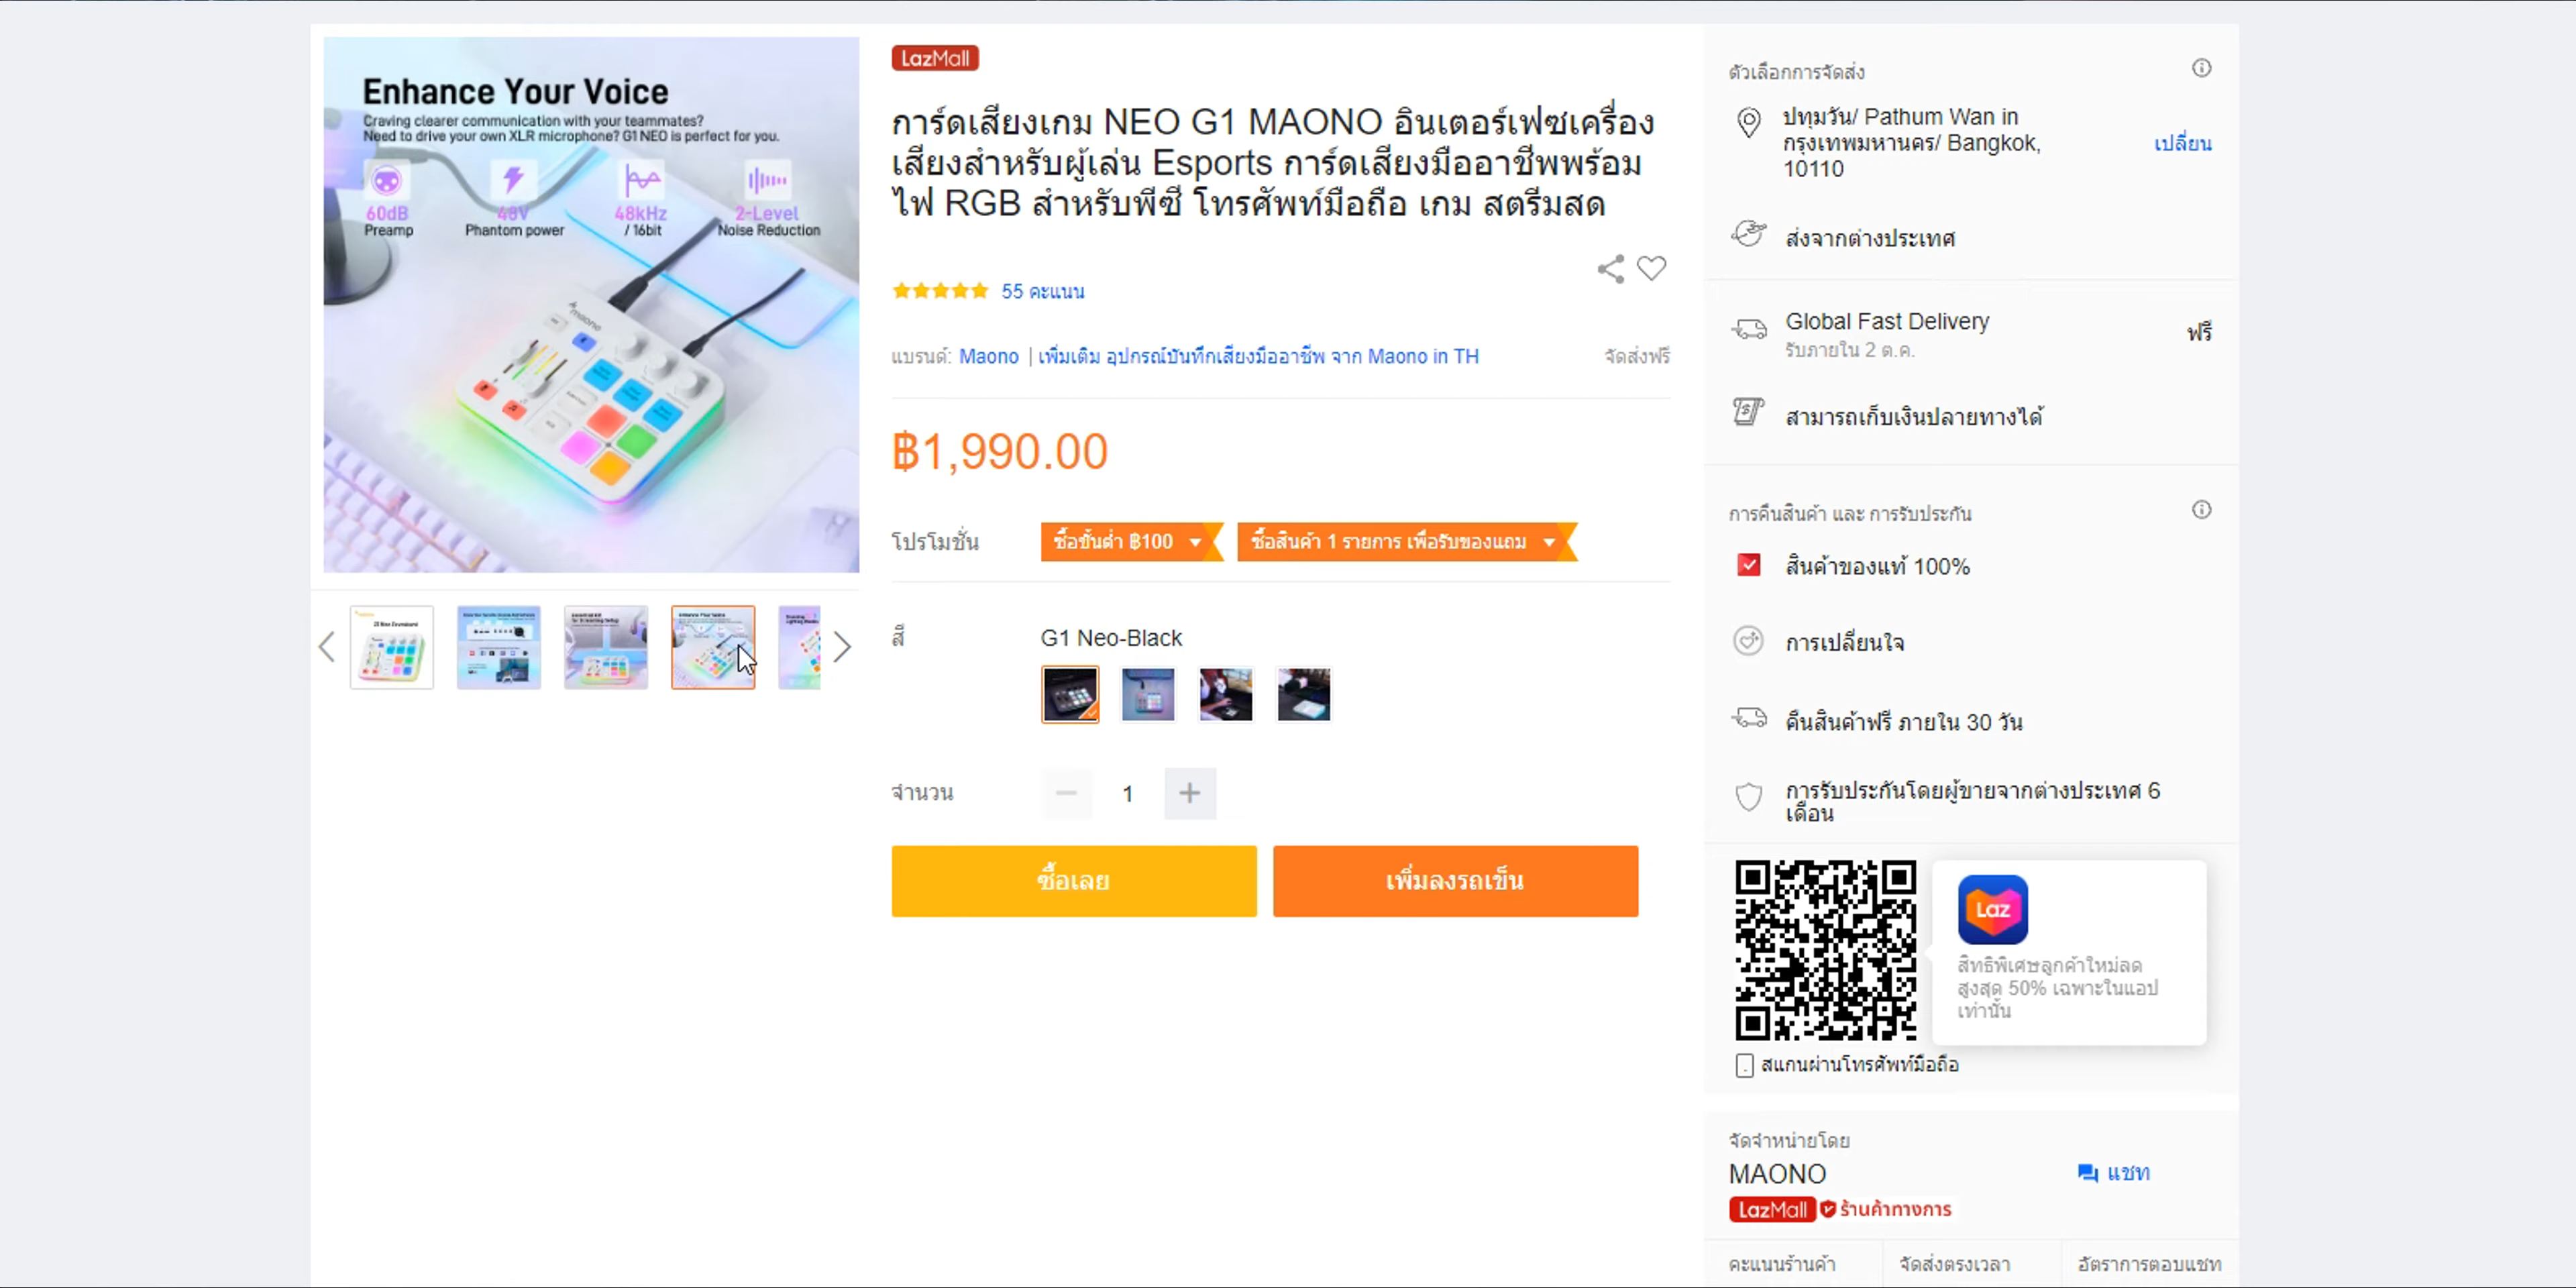 Enhance Your Voice
Craving clearer communication with your teammates?
Need to drive your own XLR microphone? G1 NEO is perfect for you.
60dB
Preamp
48V
Phantom power
48kHz
/ 16bit
2-Level
Noise Reduction
maono
LazMall
การ์ดเสียงเกม NEO G1 MAONO อินเตอร์เฟซเครื่อง
เสียงสำหรับผู้เล่น Esports การ์ดเสียงมืออาชีพพร้อม
ไฟ RGB สำหรับพีซี โทรศัพท์มือถือ เกม สตรีมสด
55 คะแนน
แบรนด์: Maono | เพิ่มเติม อุปกรณ์บันทึกเสียงมืออาชีพ จาก Maono in TH
จัดส่งฟรี
฿1,990.00
โปรโมชั่น
ซื้อขั้นต่ำ ฿100
ซื้อสินค้า 1 รายการ เพื่อรับของแถม
G1 Neo-Black
จำนวน
1
ซื้อเลย
เพิ่มลงรถเข็น
ตัวเลือกการจัดส่ง
ปทุมวัน/ Pathum Wan in
กรุงเทพมหานคร/ Bangkok,
10110
เปลี่ยน
ส่งจากต่างประเทศ
Global Fast Delivery
ฟรี
รับภายใน 2 ต.ค.
สามารถเก็บเงินปลายทางได้
การคืนสินค้า และ การรับประกัน
สินค้าของแท้ 100%
การเปลี่ยนใจ
คืนสินค้าฟรี ภายใน 30 วัน
การรับประกันโดยผู้ขายจากต่างประเทศ 6
เดือน
Laz
สิทธิพิเศษลูกค้าใหม่ลด
สูงสุด 50% เฉพาะในแอป
เท่านั้น
สแกนผ่านโทรศัพท์มือถือ
จัดจำหน่ายโดย
MAONO
แชท
LazMall ร้านค้าทางการ
คะแนนร้านค้า
จัดส่งตรงเวลา
อัตราการตอบแชท